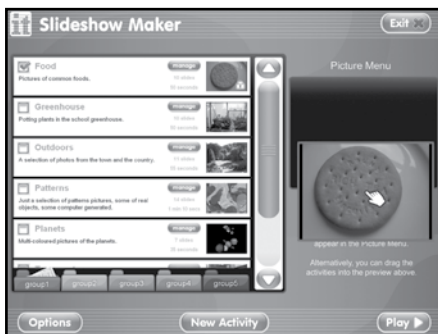 Slideshow Maker
Exit
Food
manage
Pictures of common foods.
Picture Menu
Greenhouse
manage
Potting plants in the school greenhouse.
Outdoors
manage
A selection of photos from the town and the country.
Patterns
manage
Just a selection of patterns pictures, some of real
objects, some computer generated.
Planets
manage
Multi-coloured pictures of the planets.
7 slides
appear in the Picture Menu.
Alternatively, you can drag the
activities into the preview above.
group1
group2
group3
group4
group5
Options
New Activity
Play